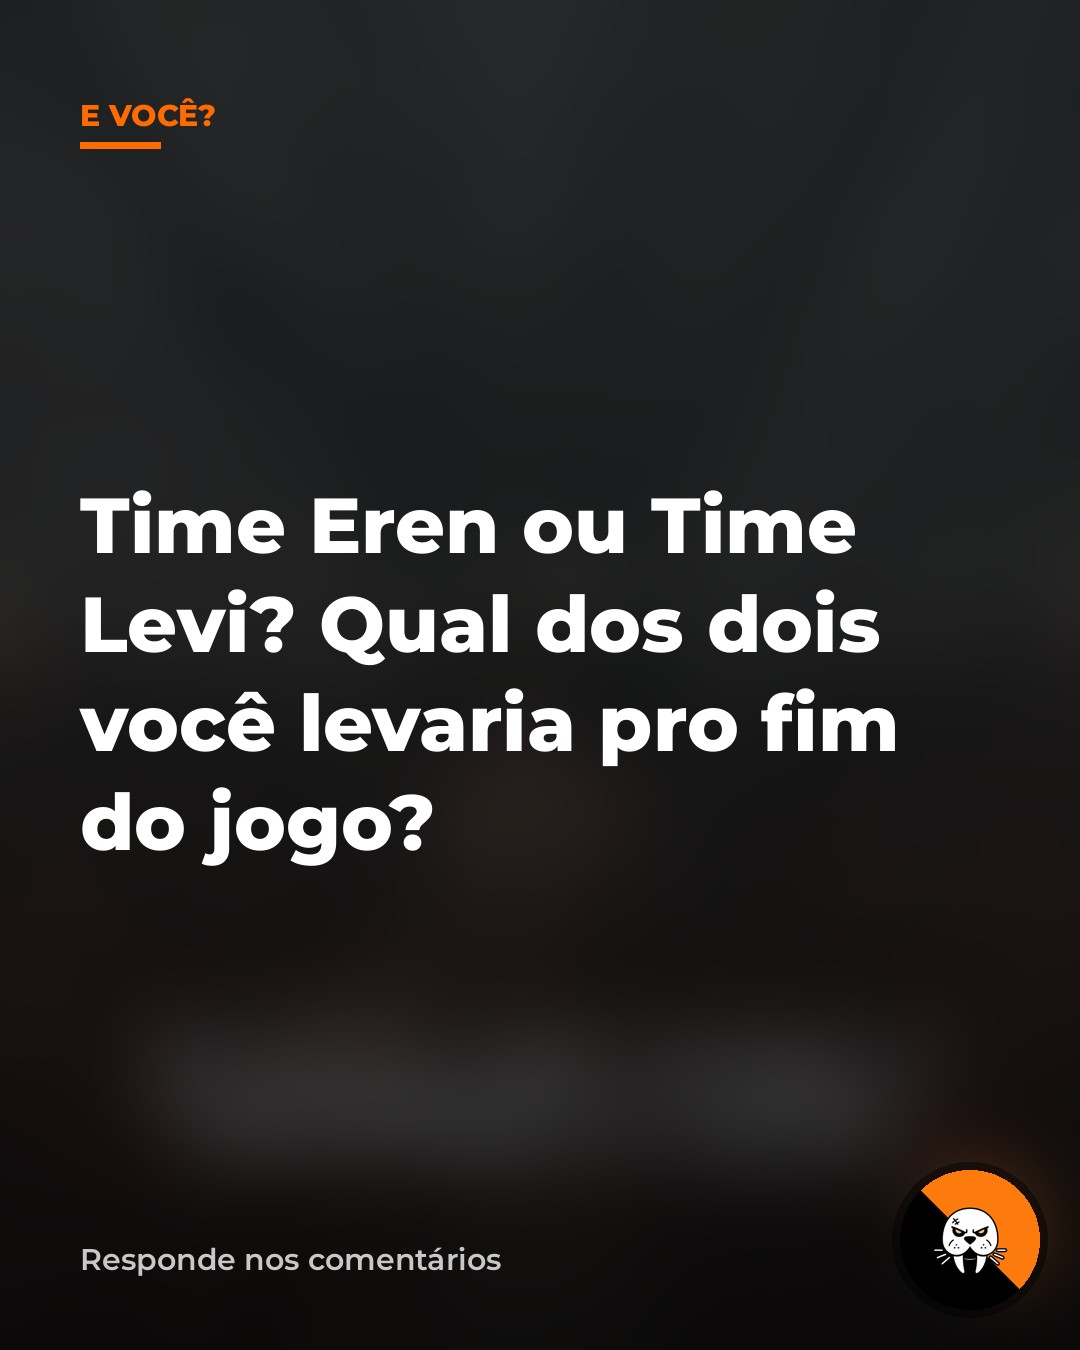 E VOCÊ?
Time Eren ou Time
Levi? Qual dos dois
você levaria pro fim
do jogo?
Responde nos comentários